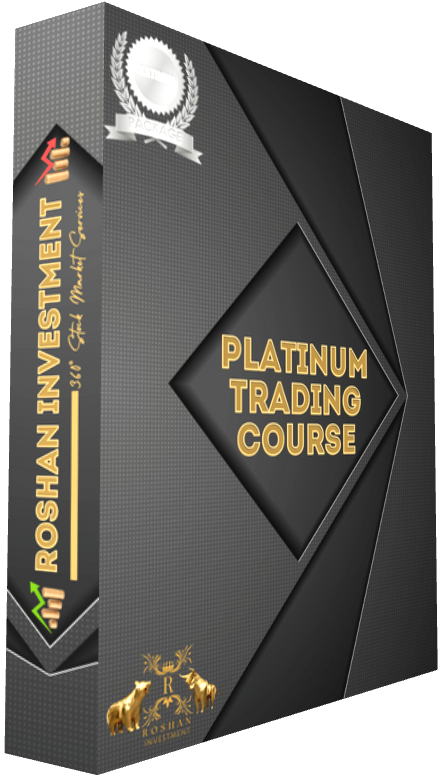 PACKAGE
PLATINUM
TRADING
COURSE
ROSHAN INVESTMENT
360° Stock Market Services
R
ROSHAN
INVESTMENT